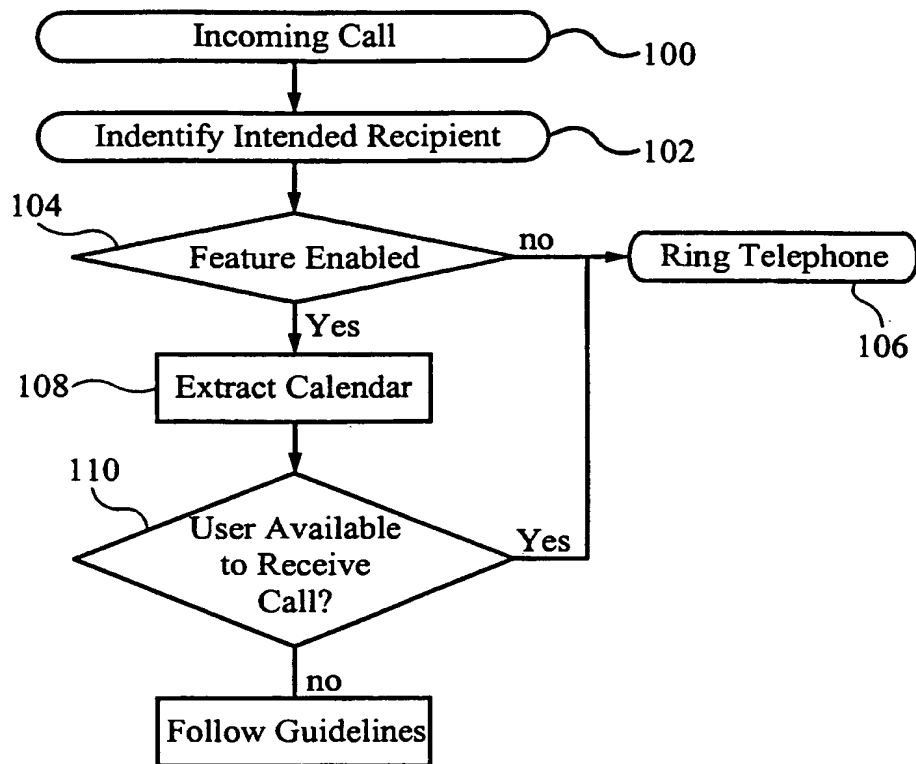 Incoming Call
100
Indentify Intended Recipient
102
104
Feature Enabled
no
Ring Telephone
106
Yes
108
Extract Calendar
110
User Available
to Receive
Call?
Yes
no
Follow Guidelines